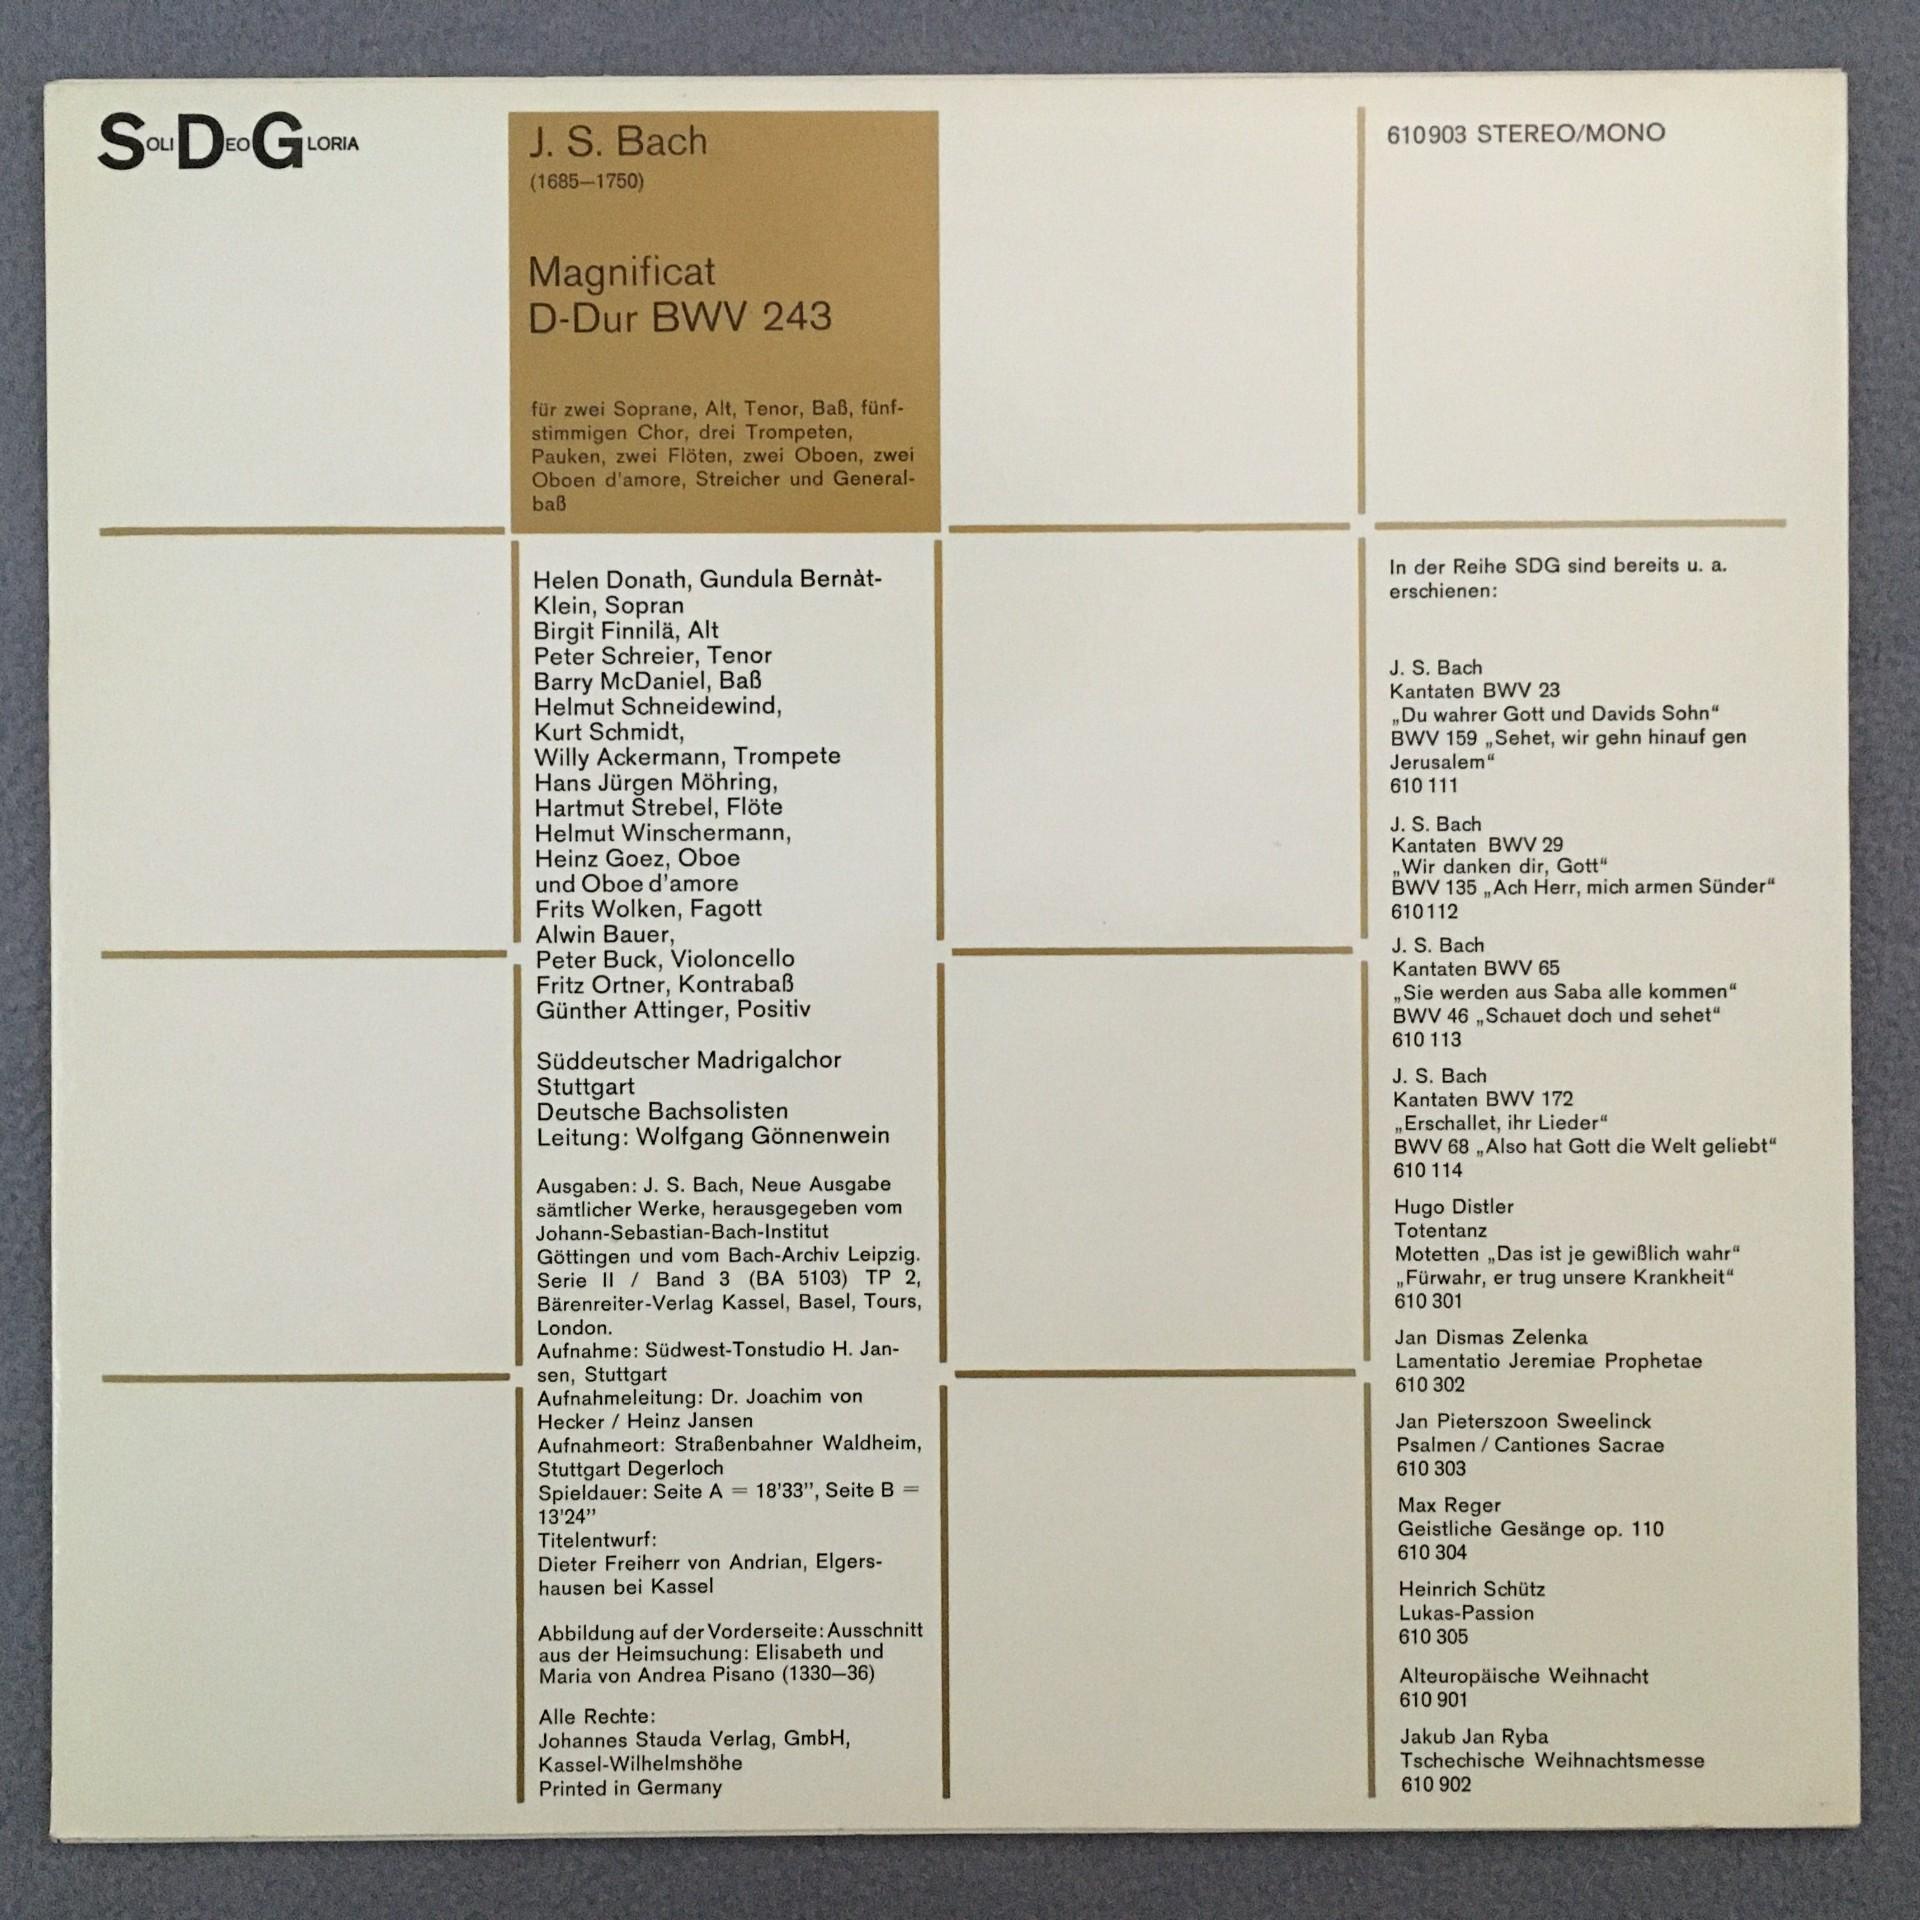 SOLI DEO GLORIA
J. S. Bach
(1685—1750)
Magnificat
D-Dur BWV 243
für zwei Soprane, Alt, Tenor, Baß, fünf-
stimmigen Chor, drei Trompeten,
Pauken, zwei Flöten, zwei Oboen, zwei
Oboen d'amore, Streicher und General-
baß
Helen Donath, Gundula Bernàt-
Klein, Sopran
Birgit Finnilä, Alt
Peter Schreier, Tenor
Barry McDaniel, Baß
Helmut Schneidewind,
Kurt Schmidt,
Willy Ackermann, Trompete
Hans Jürgen Möhring,
Hartmut Strebel, Flöte
Helmut Winschermann,
Heinz Goez, Oboe
und Oboe d'amore
Frits Wolken, Fagott
Alwin Bauer,
Peter Buck, Violoncello
Fritz Ortner, Kontrabaß
Günther Attinger, Positiv
Süddeutscher Madrigalchor
Stuttgart
Deutsche Bachsolisten
Leitung: Wolfgang Gönnenwein
Ausgaben: J. S. Bach, Neue Ausgabe
sämtlicher Werke, herausgegeben vom
Johann-Sebastian-Bach-Institut
Göttingen und vom Bach-Archiv Leipzig.
Serie II / Band 3 (BA 5103) TP 2,
Bärenreiter-Verlag Kassel, Basel, Tours,
London.
Aufnahme: Südwest-Tonstudio H. Jan-
sen, Stuttgart
Aufnahmeleitung: Dr. Joachim von
Hecker / Heinz Jansen
Aufnahmeort: Straßenbahner Waldheim,
Stuttgart Degerloch
Spieldauer: Seite A = 18'33", Seite B =
13'24"
Titelentwurf:
Dieter Freiherr von Andrian, Elgers-
hausen bei Kassel
Abbildung auf der Vorderseite: Ausschnitt
aus der Heimsuchung: Elisabeth und
Maria von Andrea Pisano (1330—36)
Alle Rechte:
Johannes Stauda Verlag, GmbH,
Kassel-Wilhelmshöhe
Printed in Germany
610903 STEREO/MONO
In der Reihe SDG sind bereits u. a.
erschienen:
J. S. Bach
Kantaten BWV 23
„Du wahrer Gott und Davids Sohn“
BWV 159 „Sehet, wir gehn hinauf gen
Jerusalem“
610 111
J. S. Bach
Kantaten BWV 29
„Wir danken dir, Gott“
BWV 135 „Ach Herr, mich armen Sünder“
610112
J. S. Bach
Kantaten BWV 65
„Sie werden aus Saba alle kommen“
BWV 46 „Schauet doch und sehet“
610 113
J. S. Bach
Kantaten BWV 172
„Erschallet, ihr Lieder“
BWV 68 „Also hat Gott die Welt geliebt“
610 114
Hugo Distler
Totentanz
Motetten „Das ist je gewißlich wahr“
„Fürwahr, er trug unsere Krankheit“
610 301
Jan Dismas Zelenka
Lamentatio Jeremiae Prophetae
610 302
Jan Pieterszoon Sweelinck
Psalmen / Cantiones Sacrae
610 303
Max Reger
Geistliche Gesänge op. 110
610 304
Heinrich Schütz
Lukas-Passion
610 305
Alteuropäische Weihnacht
610 901
Jakub Jan Ryba
Tschechische Weihnachtsmesse
610 902